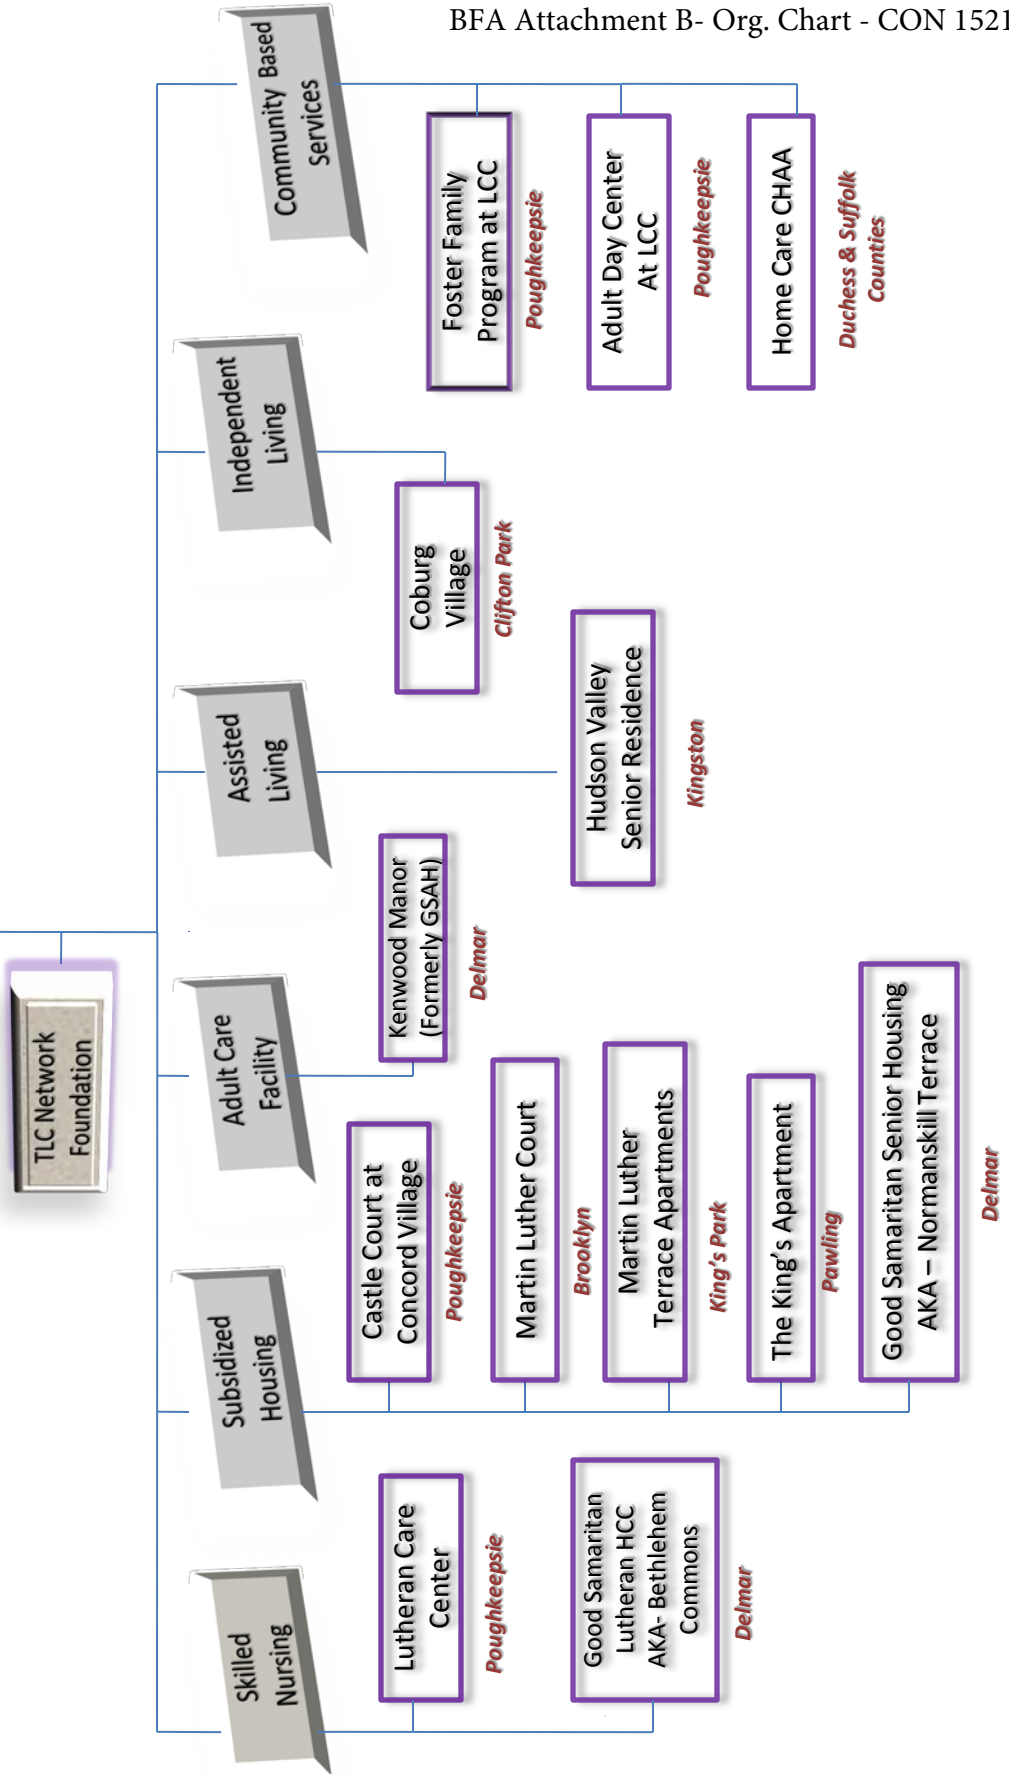 BFA Attachment B- Org. Chart - CON 1521
TLC Network
Foundation
Skilled
Nursing
Lutheran Care
Center
Poughkeepsie
Good Samaritan
Lutheran HCC
AKA- Bethlehem
Commons
Delmar
Subsidized
Housing
Castle Court at
Concord Village
Poughkeepsie
Martin Luther Court
Brooklyn
Martin Luther
Terrace Apartments
King's Park
The King's Apartment
Pawling
Good Samaritan Senior Housing
AKA – Normanskill Terrace
Delmar
Adult Care
Facility
Kenwood Manor
(Formerly GSAH)
Delmar
Assisted
Living
Hudson Valley
Senior Residence
Kingston
Independent
Living
Coburg
Village
Clifton Park
Community Based
Services
Foster Family
Program at LCC
Poughkeepsie
Adult Day Center
At LCC
Poughkeepsie
Home Care CHAA
Duchess & Suffolk
Counties